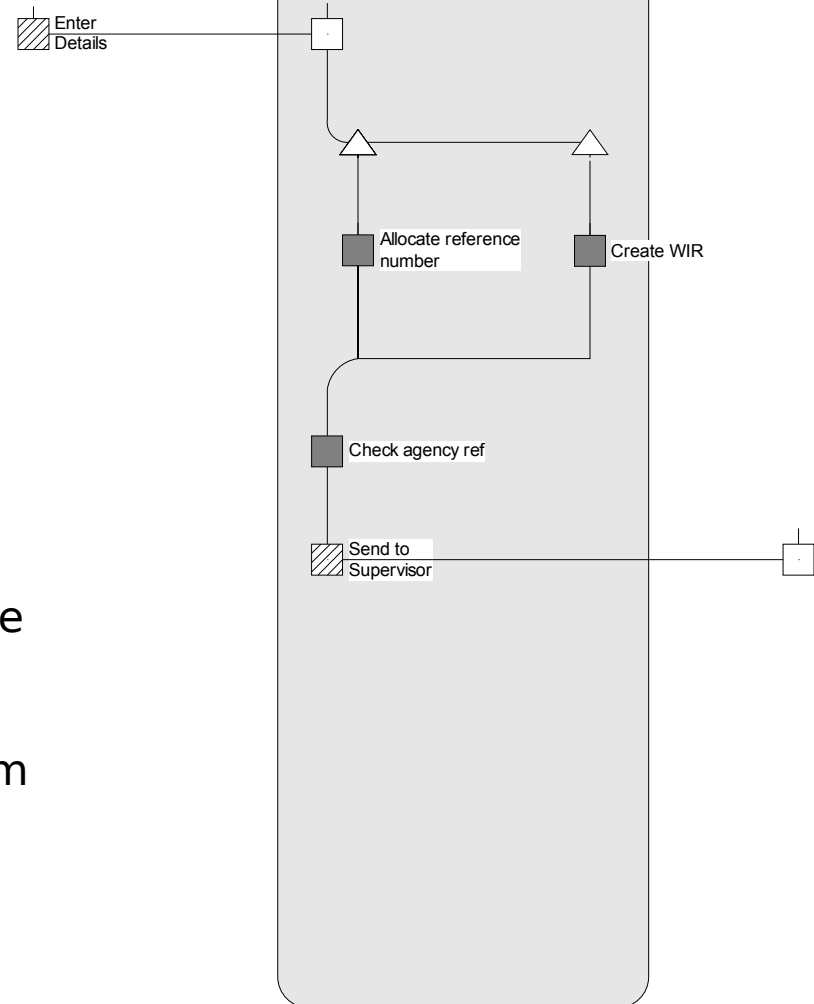 Enter
Details
Allocate reference
number
Create WIR
Check agency ref
Send to
Supervisor
e
m